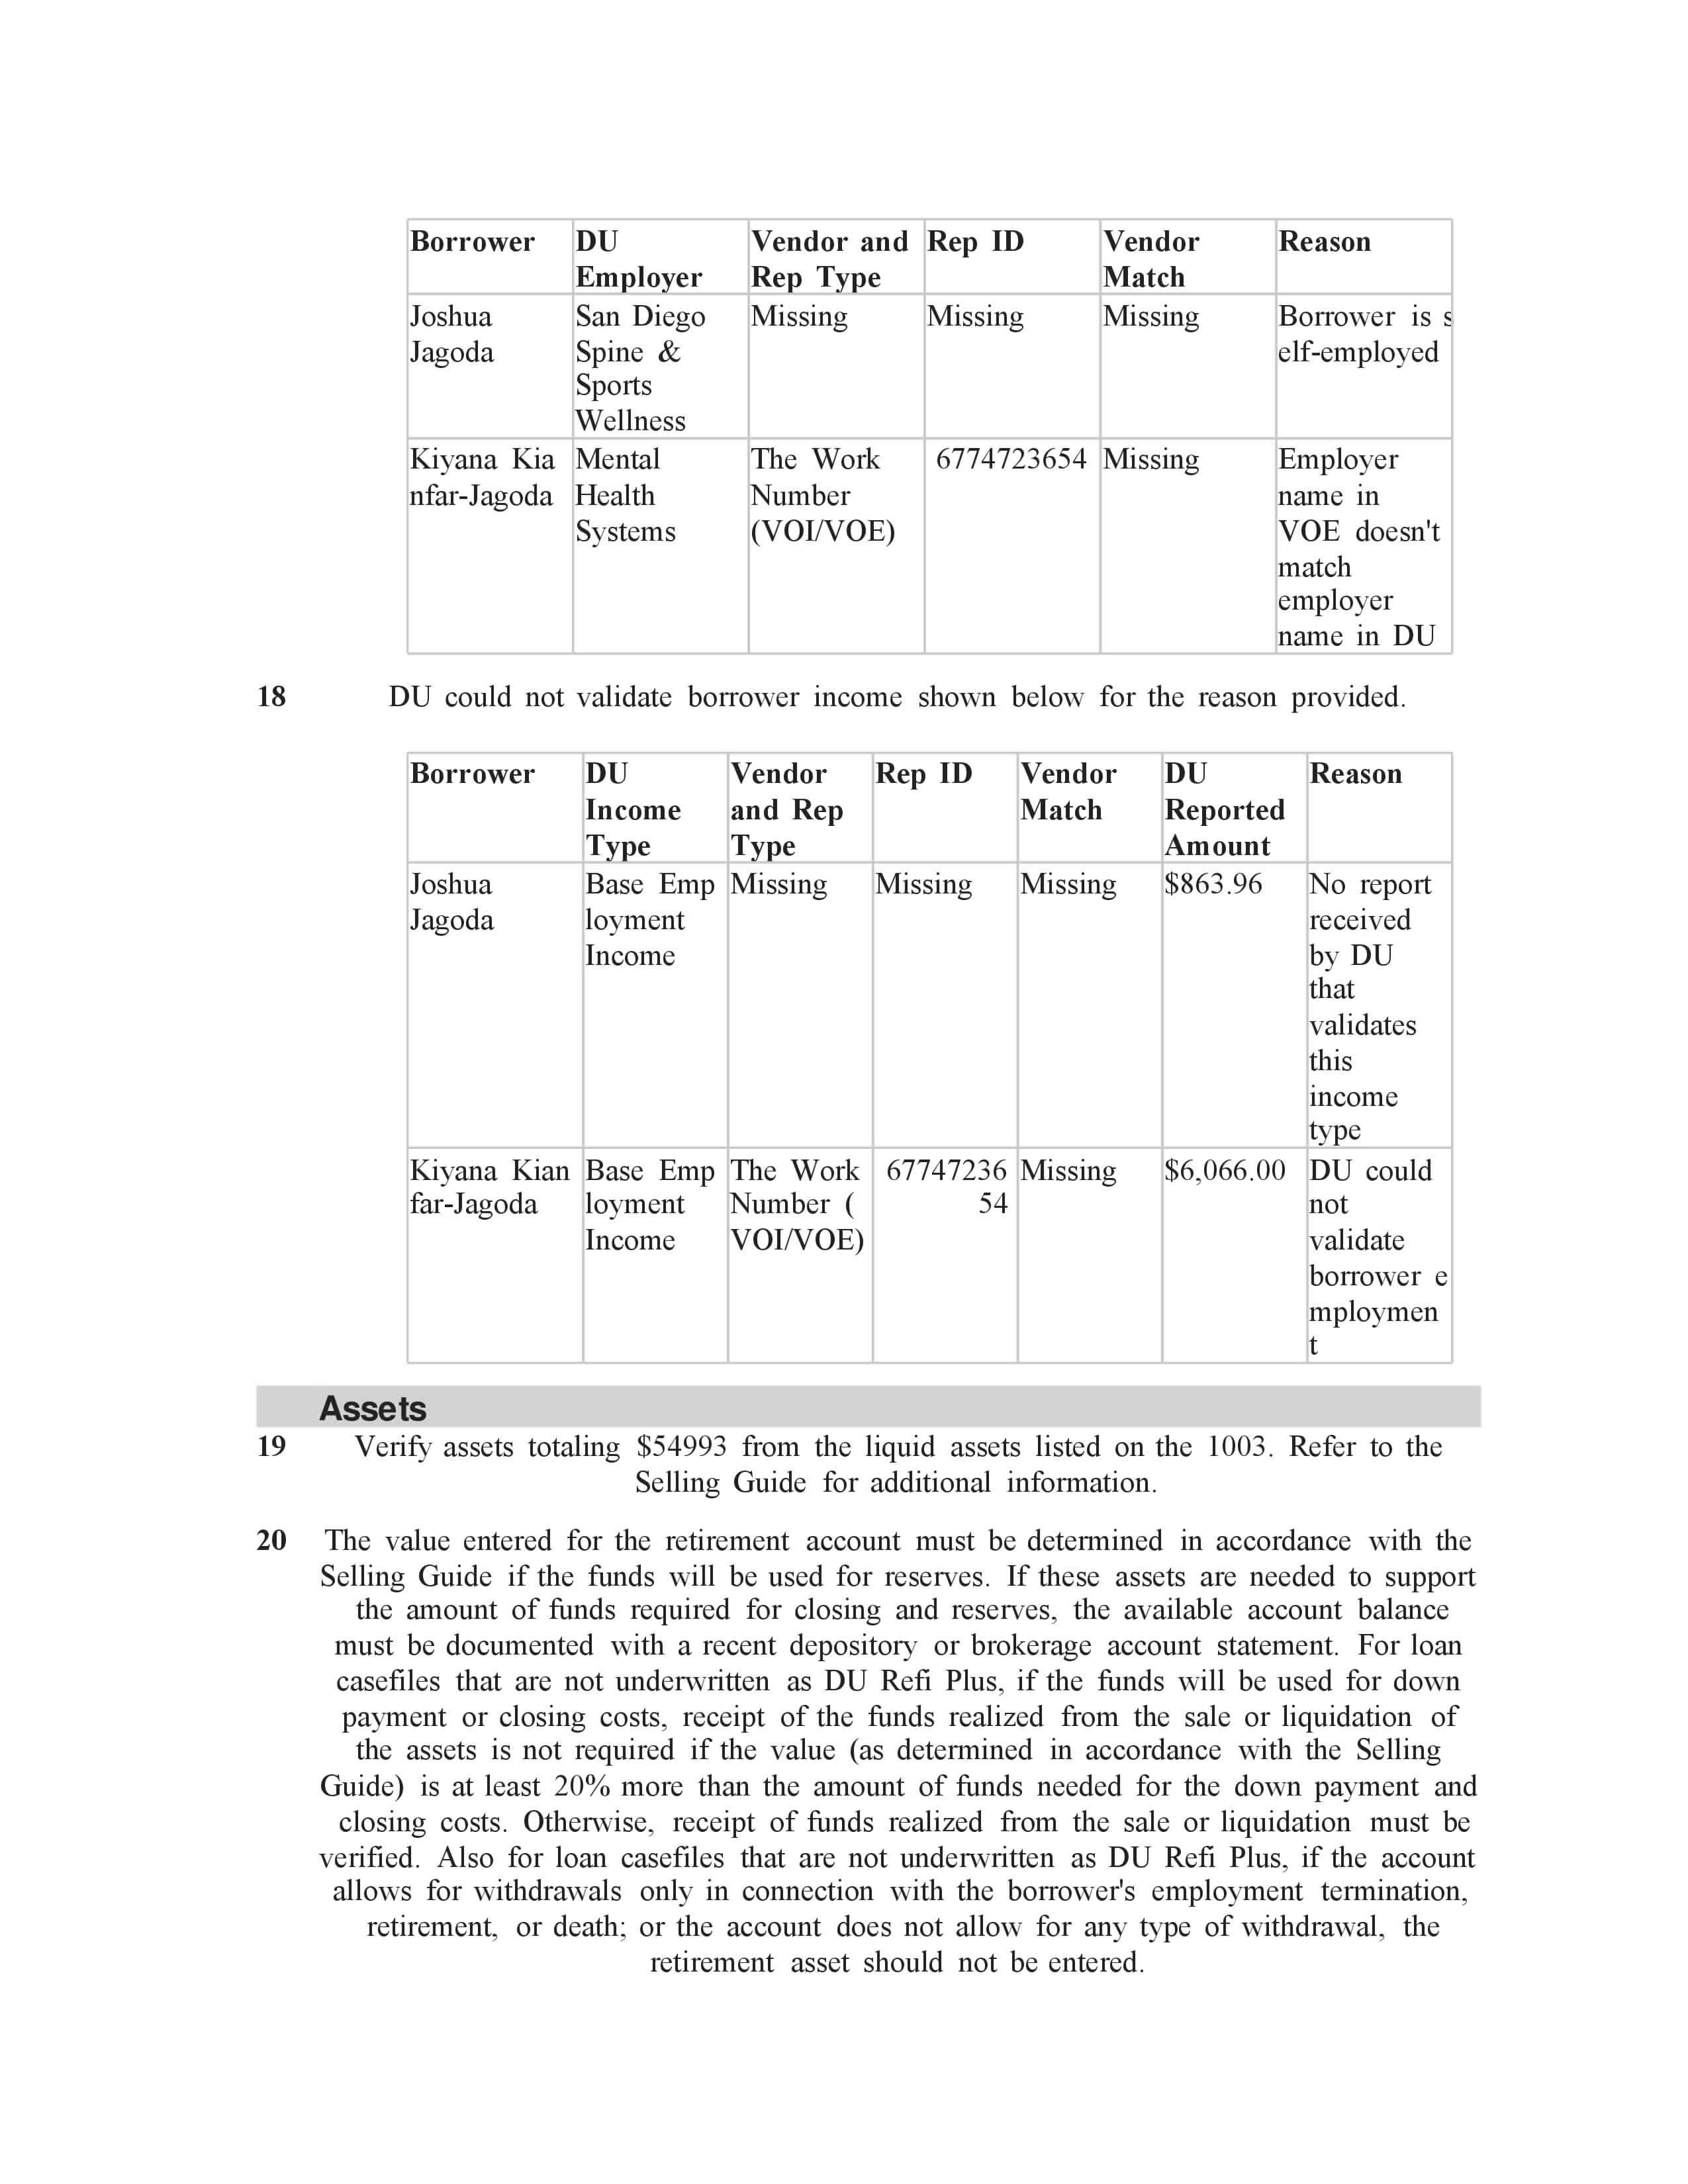 Borrower DU Vendor and Rep ID Vendor Reason
Employer Rep Type Match
Joshua San Diego Missing Missing Missing Borrower is s
Jagoda Spine & elf-employed
Sports
Wellness
Kiyana Kia Mental The Work 6774723654 Missing Employer
nfar-Jagoda Health Number name in
Systems (VOI/VOE) VOE doesn't
match
employer
name in DU
18 DU could not validate borrower income shown below for the reason provided.
Borrower DU Vendor Rep ID Vendor DU Reason
Income and Rep Match Reported
Type Type Amount
Joshua Base Emp Missing Missing Missing $863.96 No report
Jagoda loyment received
Income by DU
that
validates
this
income
type
Kiyana Kian Base Emp The Work 67747236 Missing $6,066.00 DU could
far-Jagoda loyment Number ( 54 not
Income VOI/VOE) validate
borrower e
mploymen
t
Assets
19 Verify assets totaling $54993 from the liquid assets listed on the 1003. Refer to the
Selling Guide for additional information.
20 The value entered for the retirement account must be determined in accordance with the
Selling Guide if the funds will be used for reserves. If these assets are needed to support
the amount of funds required for closing and reserves, the available account balance
must be documented with a recent depository or brokerage account statement. For loan
casefiles that are not underwritten as DU Refi Plus, if the funds will be used for down
payment or closing costs, receipt of the funds realized from the sale or liquidation of
the assets is not required if the value (as determined in accordance with the Selling
Guide) is at least 20% more than the amount of funds needed for the down payment and
closing costs. Otherwise, receipt of funds realized from the sale or liquidation must be
verified. Also for loan casefiles that are not underwritten as DU Refi Plus, if the account
allows for withdrawals only in connection with the borrower's employment termination,
retirement, or death; or the account does not allow for any type of withdrawal, the
retirement asset should not be entered.